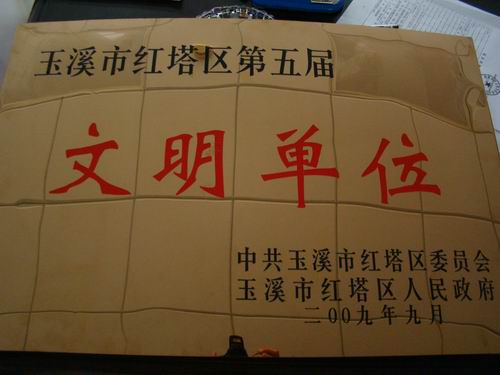 玉溪市红塔区第五届
文明单位
中共玉溪市红塔区委员会
玉溪市红塔区人民政府
二00九年九月